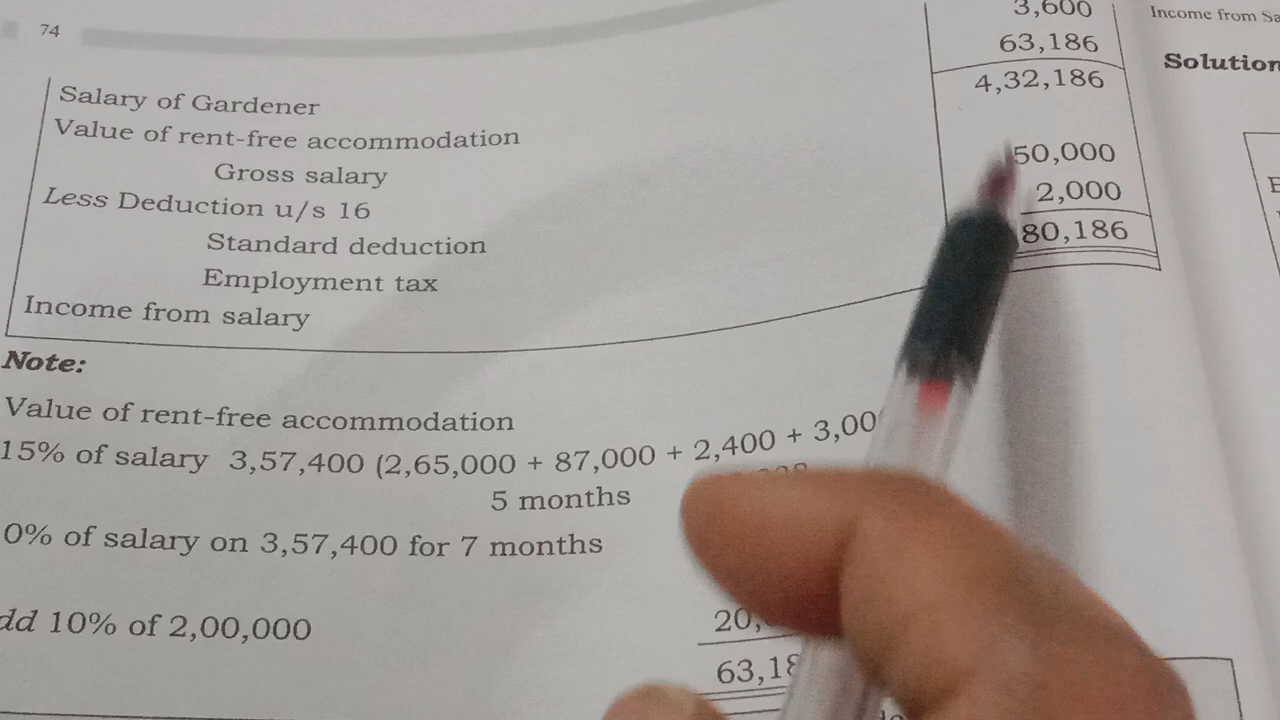 74
3,600
63,186
4,32,186
50,000
2,000
80,186
Salary of Gardener
Value of rent-free accommodation
Gross salary
Less Deduction u/s 16
Standard deduction
Employment tax
Income from salary
Note:
Value of rent-free accommodation
15% of salary 3,57,400 (2,65,000 + 87,000 + 2,400 + 3,00
5 months
0% of salary on 3,57,400 for 7 months
dd 10% of 2,00,000
20,
63,18
Income from Sa
Solution